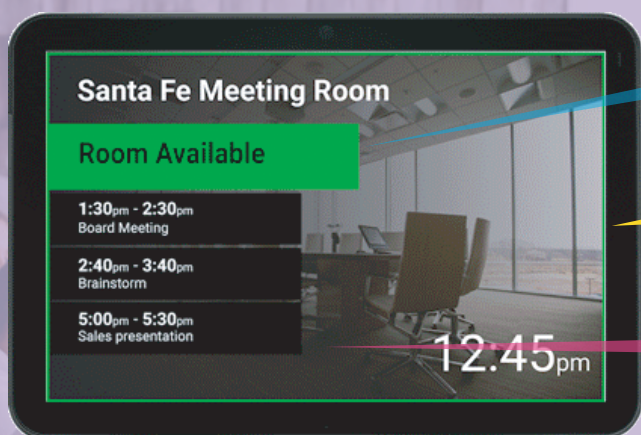 Santa Fe Meeting Room
Room Available
1:30pm - 2:30pm
Board Meeting
2:40pm - 3:40pm
Brainstorm
5:00pm - 5:30pm
Sales presentation
12.45pm